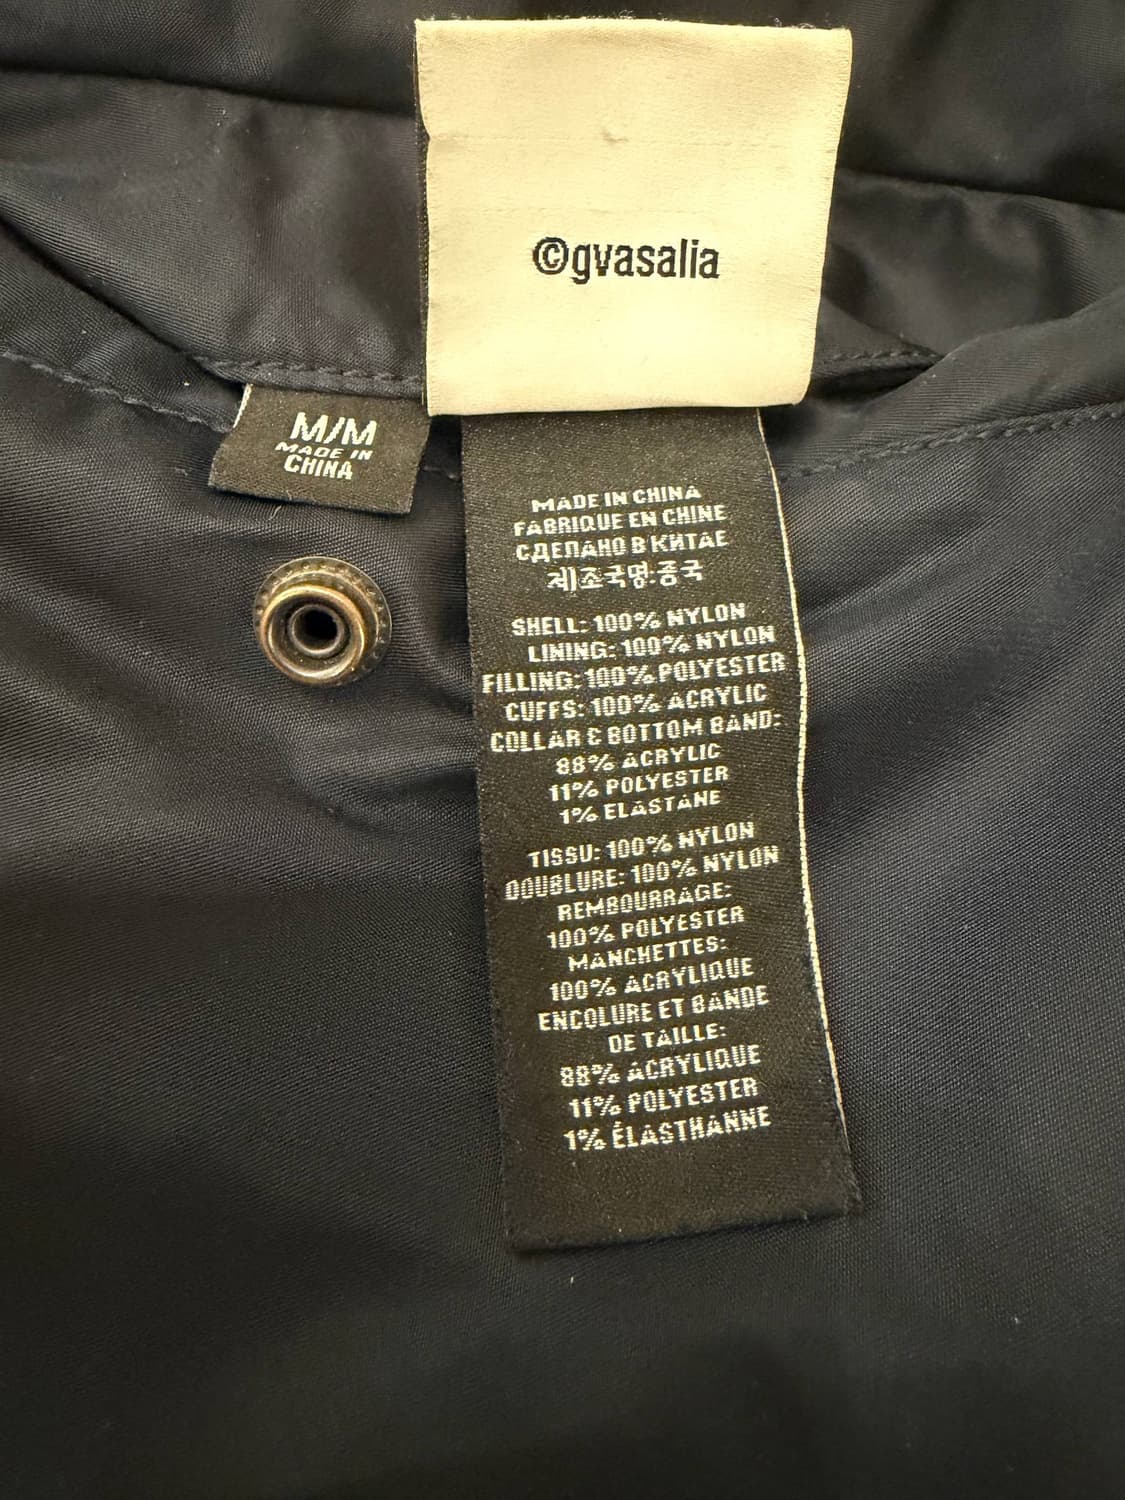 ©gvasalia
M/M
MADE IN
CHINA
MADE IN CHINA
FABRIQUE EN CHINE
СДЕЛАНО В КИТАЕ
제조국명:중국
SHELL: 100% NYLON
LINING: 100% NYLON
FILLING: 100% POLYESTER
CUFFS: 100% ACRYLIC
COLLAR & BOTTOM BAND:
88% ACRYLIC
11% POLYESTER
1% ELASTANE
TISSU: 100% NYLON
DOUBLURE: 100% NYLON
REMBOURRAGE:
100% POLYESTER
MANCHETTES:
100% ACRYLIQUE
ENCOLURE ET BANDE
DE TAILLE:
88% ACRYLIQUE
11% POLYESTER
1% ÉLASTHANNE